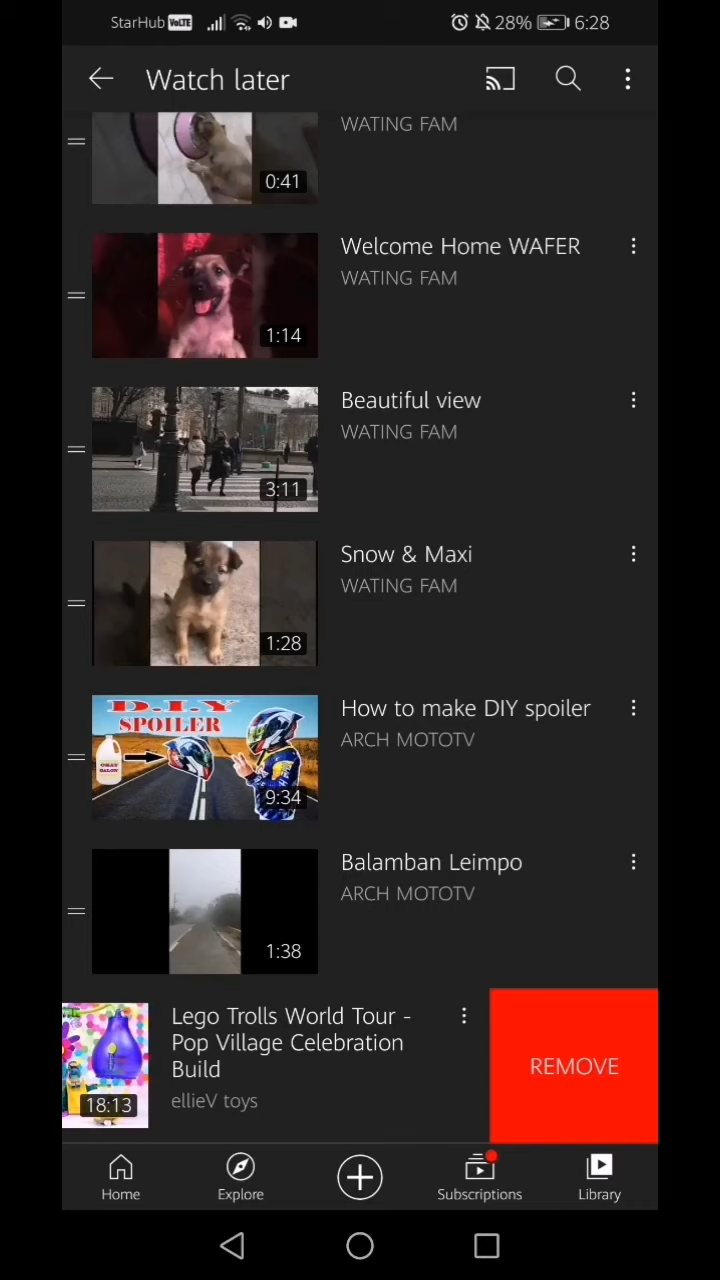 StarHub VoLTE 28% 6:28
Watch later
WATING FAM
0:41
Welcome Home WAFER
WATING FAM
1:14
Beautiful view
WATING FAM
3:11
Snow & Maxi
WATING FAM
1:28
D.I.Y
SPOILER
OKAY
GALON
9:34
How to make DIY spoiler
ARCH MOTOTV
Balamban Leimpo
ARCH MOTOTV
1:38
Lego Trolls World Tour -
Pop Village Celebration
Build
ellieV toys
18:13
REMOVE
Home Explore Subscriptions Library